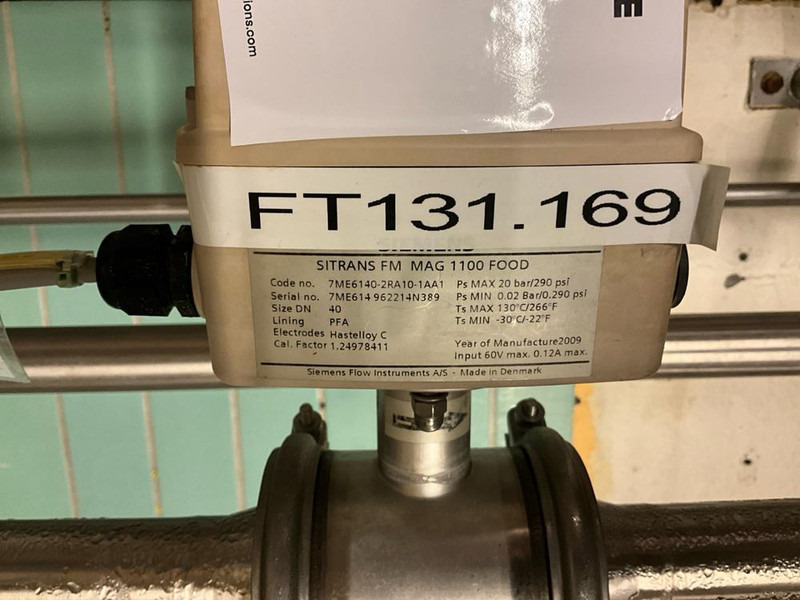 ions.com
E
FT131.169
SIEMENS
SITRANS FM MAG 1100 FOOD
Code no. 7ME6140-2RA10-1AA1 Ps MAX 20 bar/290 psi
Serial no. 7ME614 962214N389 Ps MIN 0.02 Bar/0.290 psi
Size DN 40 Ts MAX 130°C/266°F
Lining PFA Ts MIN -30°C/-22°F
Electrodes Hastelloy C
Cal. Factor 1.24978411 Year of Manufacture2009
Input 60V max. 0.12A max.
Siemens Flow Instruments A/S - Made in Denmark